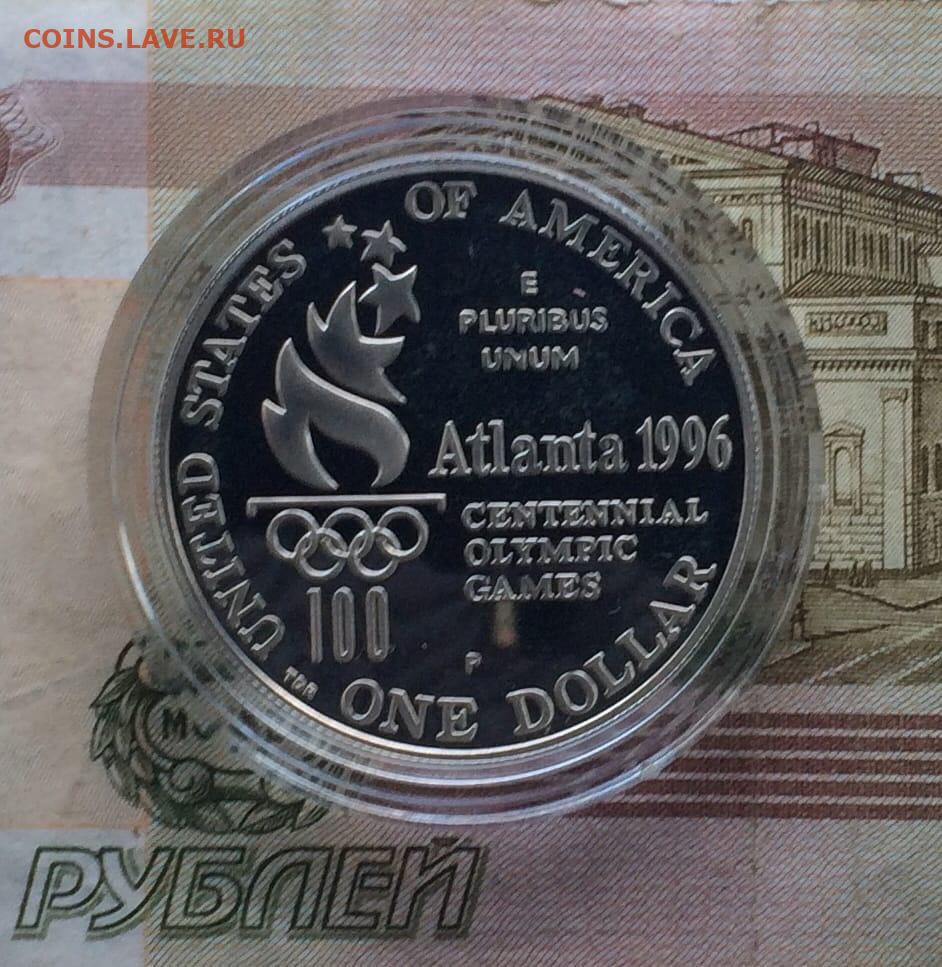 COINS.LAVE.RU
UNITED STATES OF AMERICA
E
PLURIBUS
UNUM
Atlanta 1996
CENTENNIAL
OLYMPIC
GAMES
100
P
ONE DOLLAR
РУБЛЕЙ